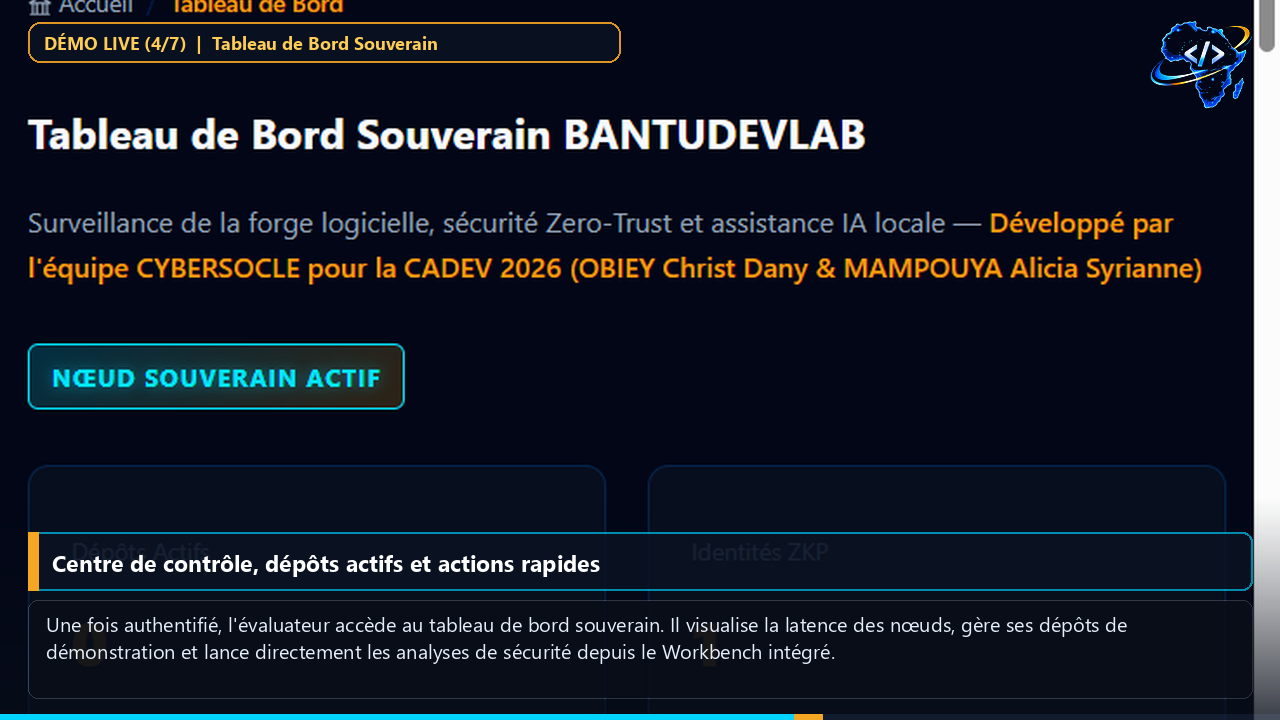 Accueil / Tableau de Bord
DÉMO LIVE (4/7) | Tableau de Bord Souverain
</>
Tableau de Bord Souverain BANTUDEVLAB
Surveillance de la forge logicielle, sécurité Zero-Trust et assistance IA locale — Développé par
l'équipe CYBERSOCLE pour la CADEV 2026 (OBIEY Christ Dany & MAMPOUYA Alicia Syrianne)
NŒUD SOUVERAIN ACTIF
Dépôts Actifs
Identités ZKP
Centre de contrôle, dépôts actifs et actions rapides
Une fois authentifié, l'évaluateur accède au tableau de bord souverain. Il visualise la latence des nœuds, gère ses dépôts de
démonstration et lance directement les analyses de sécurité depuis le Workbench intégré.